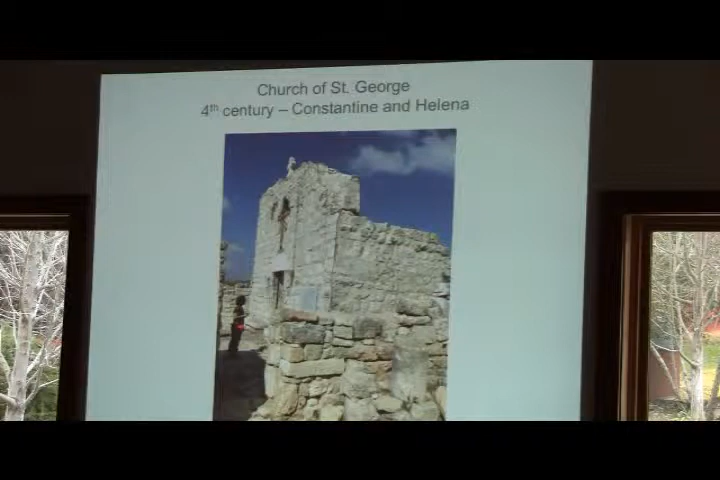 Church of St. George
4th century – Constantine and Helena